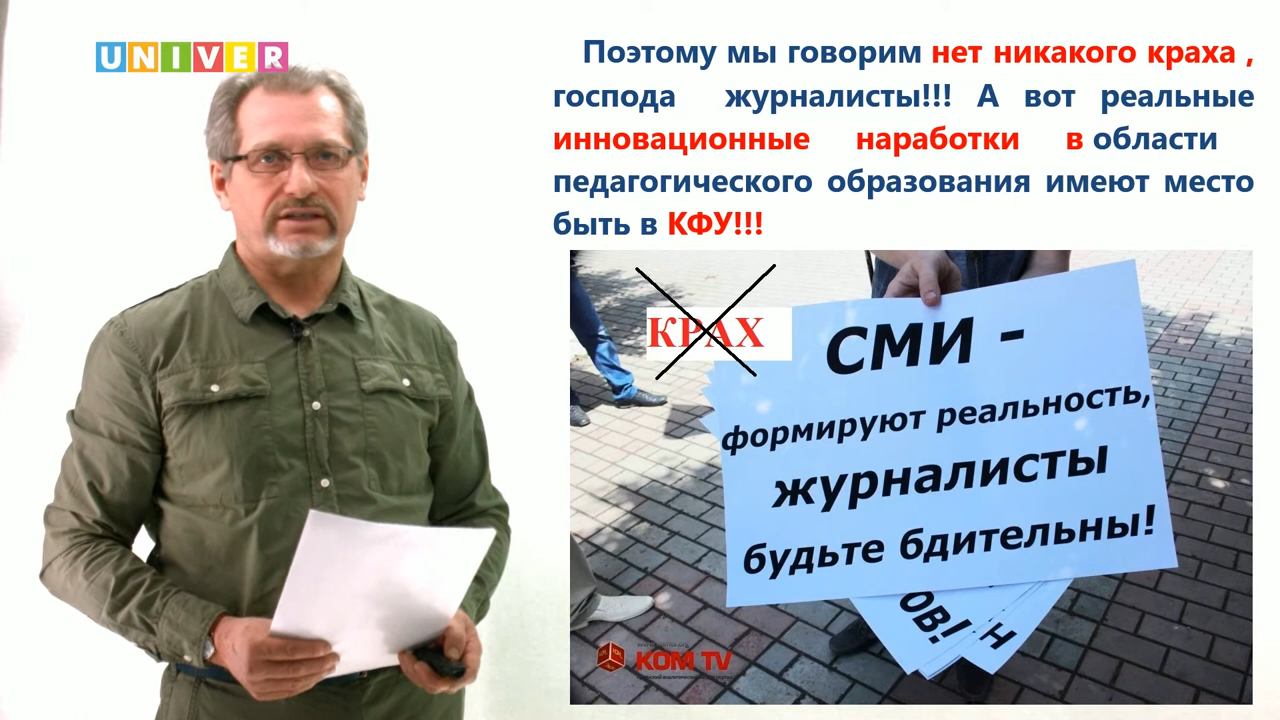 UNIVER
Поэтому мы говорим нет никакого краха ,
господа журналисты!!! А вот реальные
инновационные наработки в области
педагогического образования имеют место
быть в КФУ!!!
КРАХ
СМИ -
формируют реальность,
журналисты
будьте бдительны!
ОВ!
Н
KOM TV